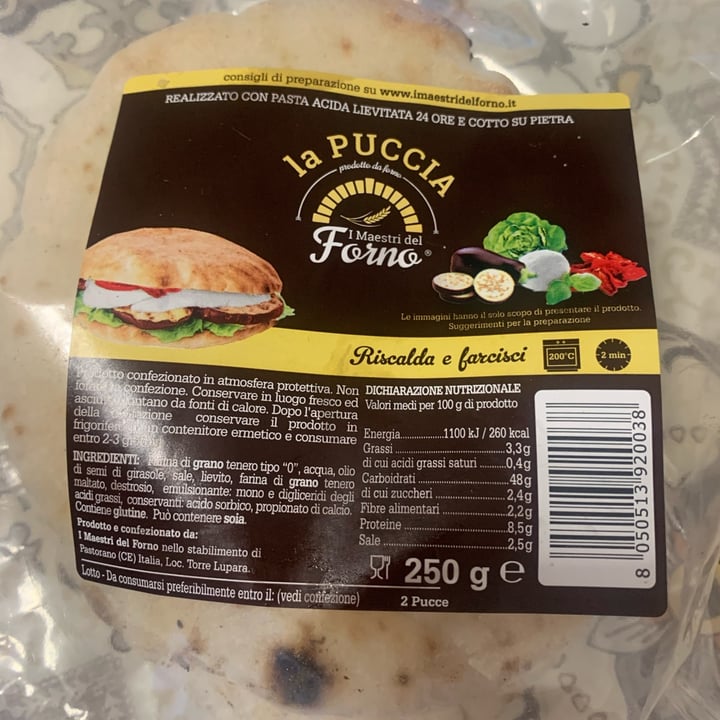 consigli di preparazione su www.imaestridelforno.it
REALIZZATO CON PASTA ACIDA LIEVITATA 24 ORE E COTTO SU PIETRA
la PUCCIA
prodotto da forno
I Maestri del
Forno®
Le immagini hanno il solo scopo di presentare il prodotto.
Suggerimenti per la preparazione
Riscalda e farcisci
200°C
2 min
confezionato in atmosfera protettiva. Non
confezione. Conservare in luogo fresco ed
da fonti di calore. Dopo l'apertura
della conservare il prodotto in
contenitore ermetico e consumare
entro 2-3
INGREDIENTI: di grano tenero tipo "0", acqua, olio
di semi di girasole, sale, lievito, farina di grano tenero
maltato, destrosio, emulsionante: mono e digliceridi degli
acidi grassi, conservanti: acido sorbico, propionato di calcio.
Contiene glutine. Può contenere soia.
Prodotto e confezionato da:
I Maestri del Forno nello stabilimento di
Pastorano (CE) Italia, Loc. Torre Lupara.
Lotto - Da consumarsi preferibilmente entro il: (vedi confezione)
DICHIARAZIONE NUTRIZIONALE
Valori medi per 100 g di prodotto
Energia..............1100 kJ / 260 kcal
Grassi..............3,3g
di cui acidi grassi saturi..............0,4g
Carboidrati..............48g
di cui zuccheri..............2,4g
Fibre alimentari..............2,2g
Proteine..............8,5g
Sale..............2,5g
250 g e
2 Pucce
8 050513 920038